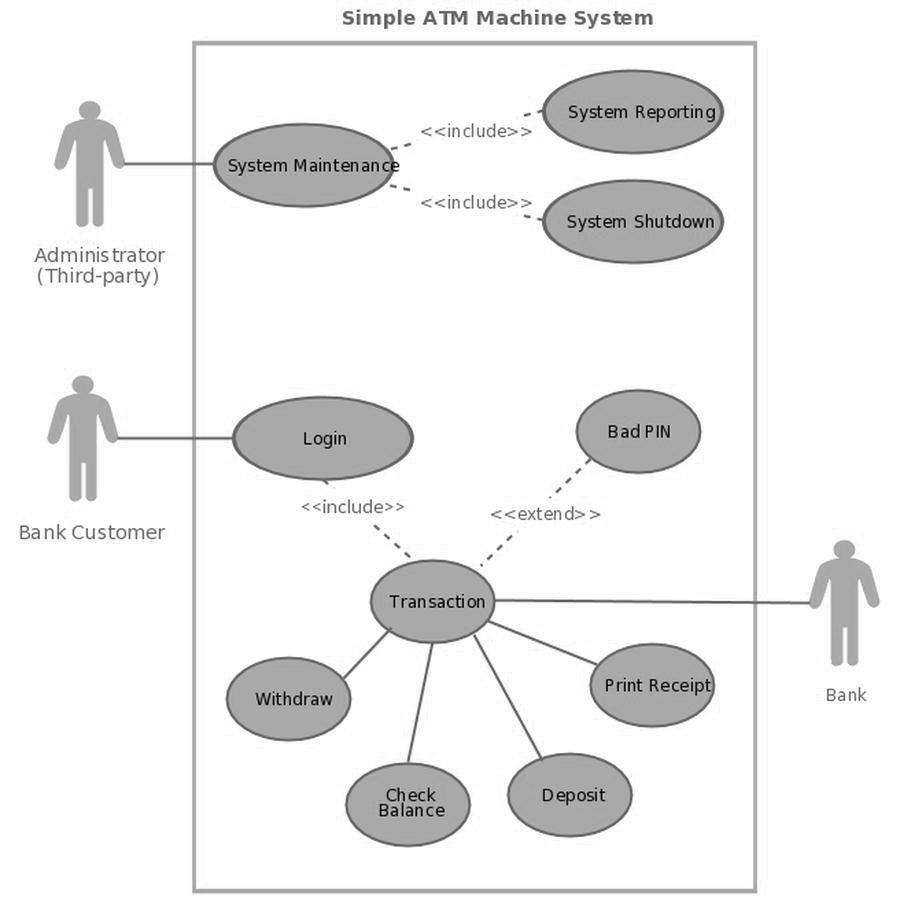 Simple ATM Machine System
System Reporting
<<include>>
System Maintenance
<<include>>
System Shutdown
Administrator
(Third-party)
Login
Bad PIN
<<include>>
<<extend>>
Bank Customer
Transaction
Print Receipt
Bank
Withdraw
Check
Balance
Deposit